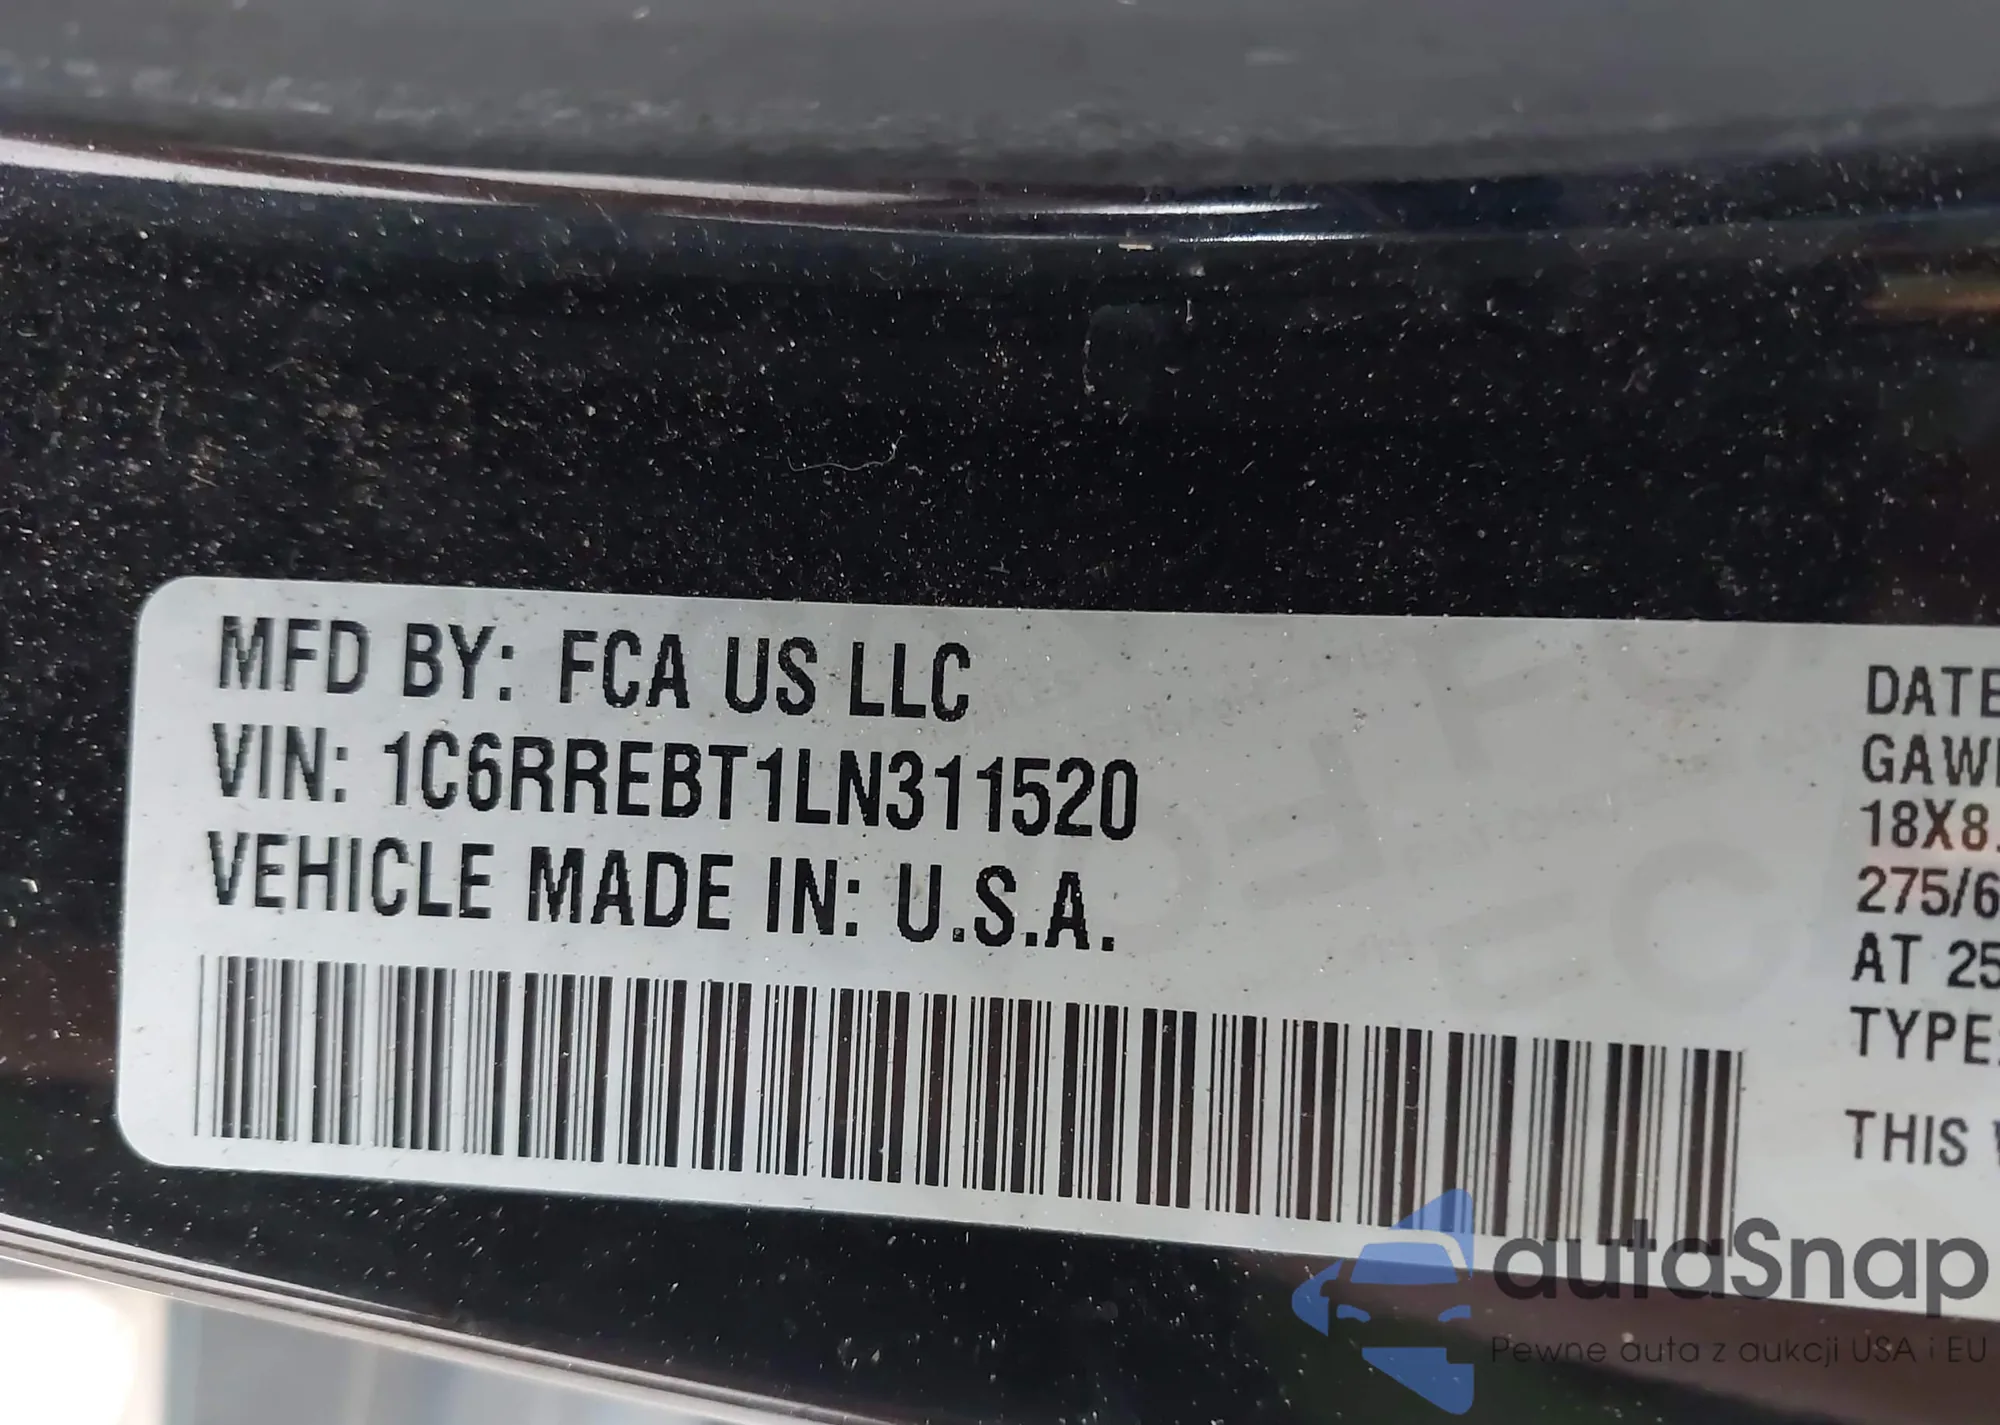 MFD BY: FCA US LLC
VIN: 1C6RREBT1LN311520
VEHICLE MADE IN: U.S.A.
DATE
GAW
18X8.
275/6
AT 25
TYPE:
THIS
autaSnap
Pewne auta z aukcji USA i EU